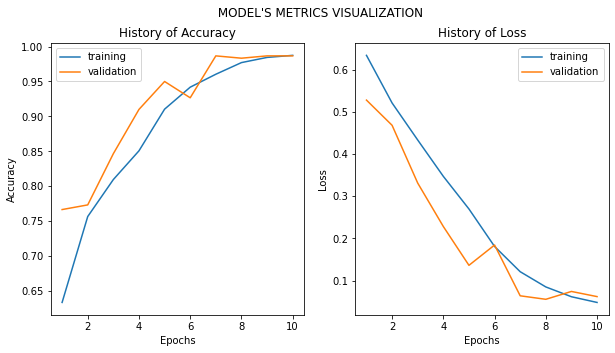 MODEL'S METRICS VISUALIZATION
History of Accuracy
training
validation
1.00
0.95
0.90
0.85
0.80
0.75
0.70
0.65
Accuracy
2 4 6 8 10
Epochs
History of Loss
training
validation
0.6
0.5
0.4
0.3
0.2
0.1
Loss
2 4 6 8 10
Epochs